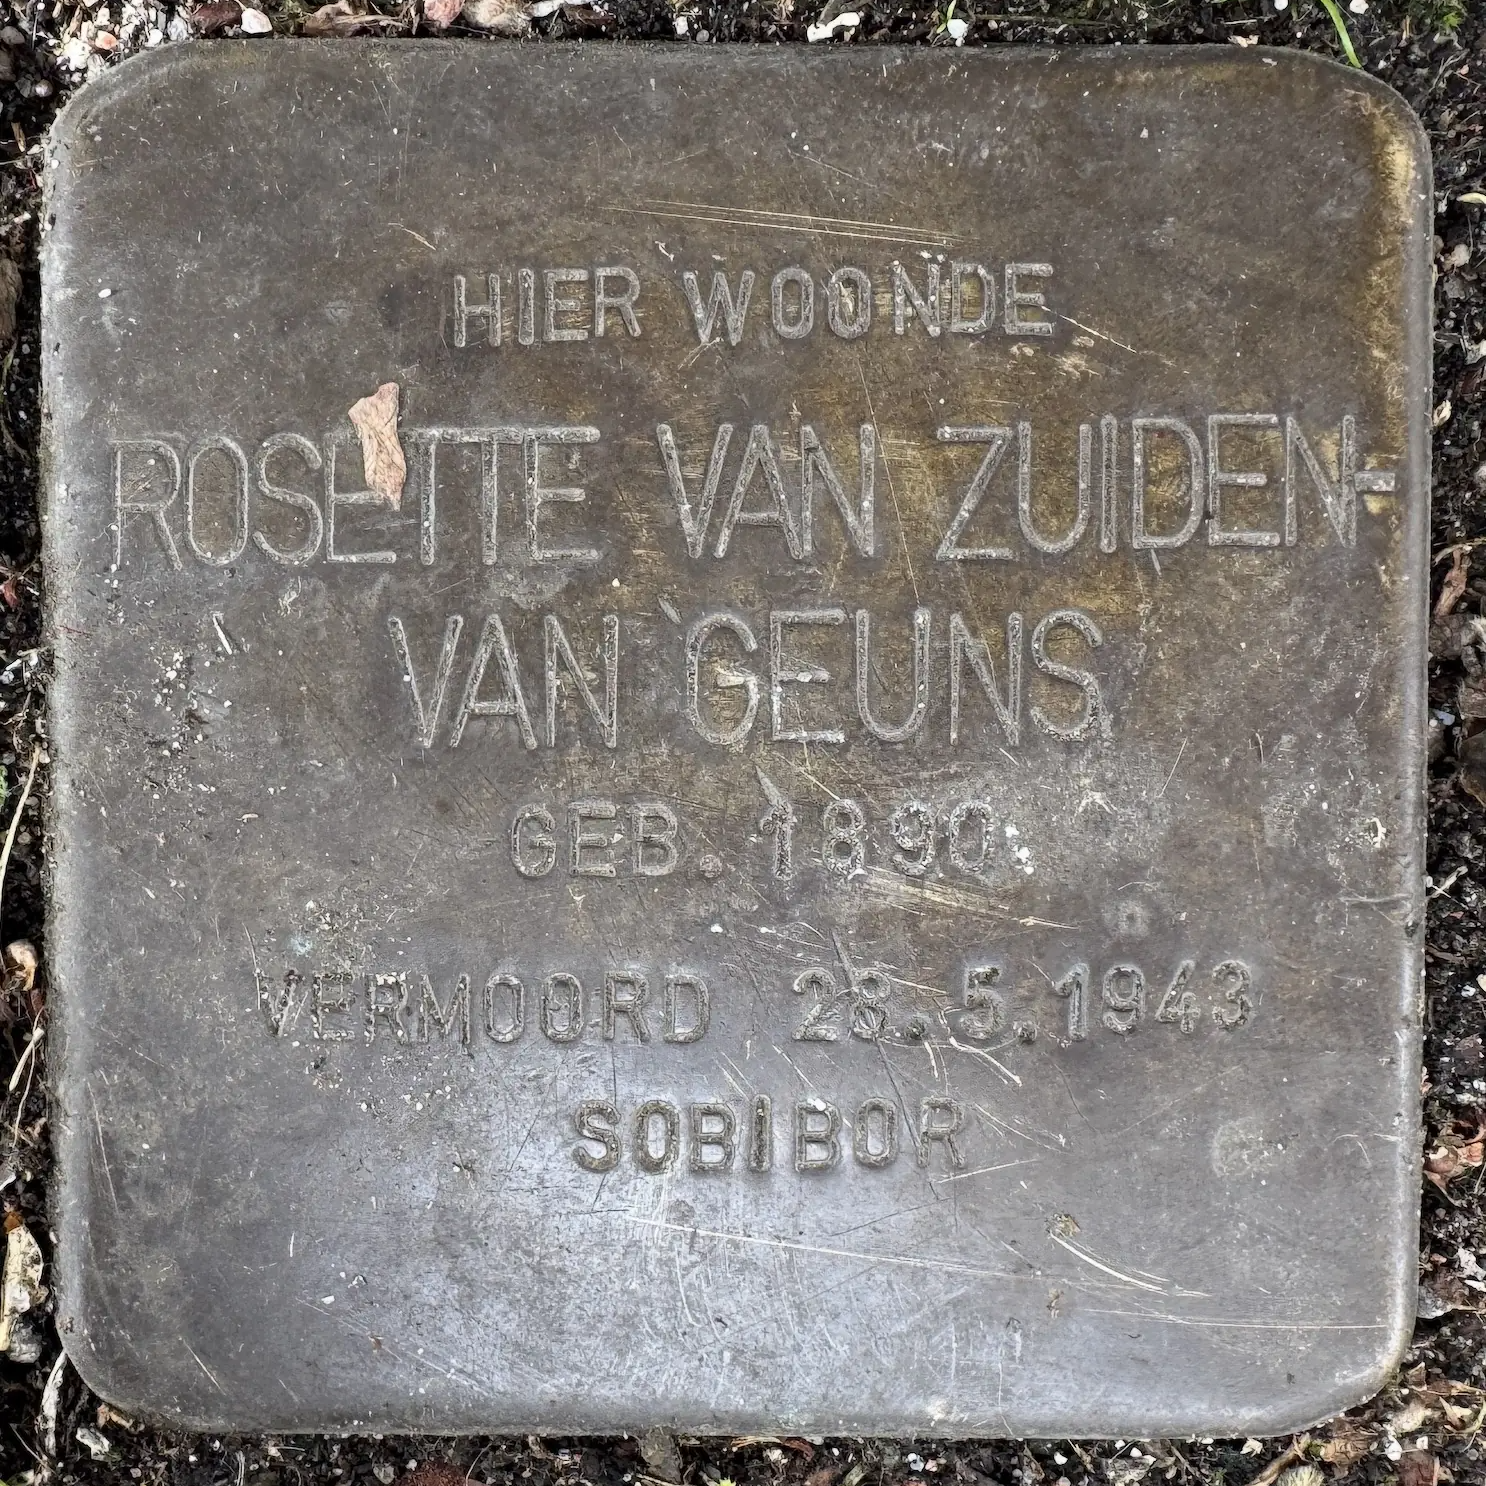 HIER WOONDE
ROSETTE VAN ZUIDEN-
VAN GEUNS
GEB. 1890
VERMOORD 28.5.1943
SOBIBOR